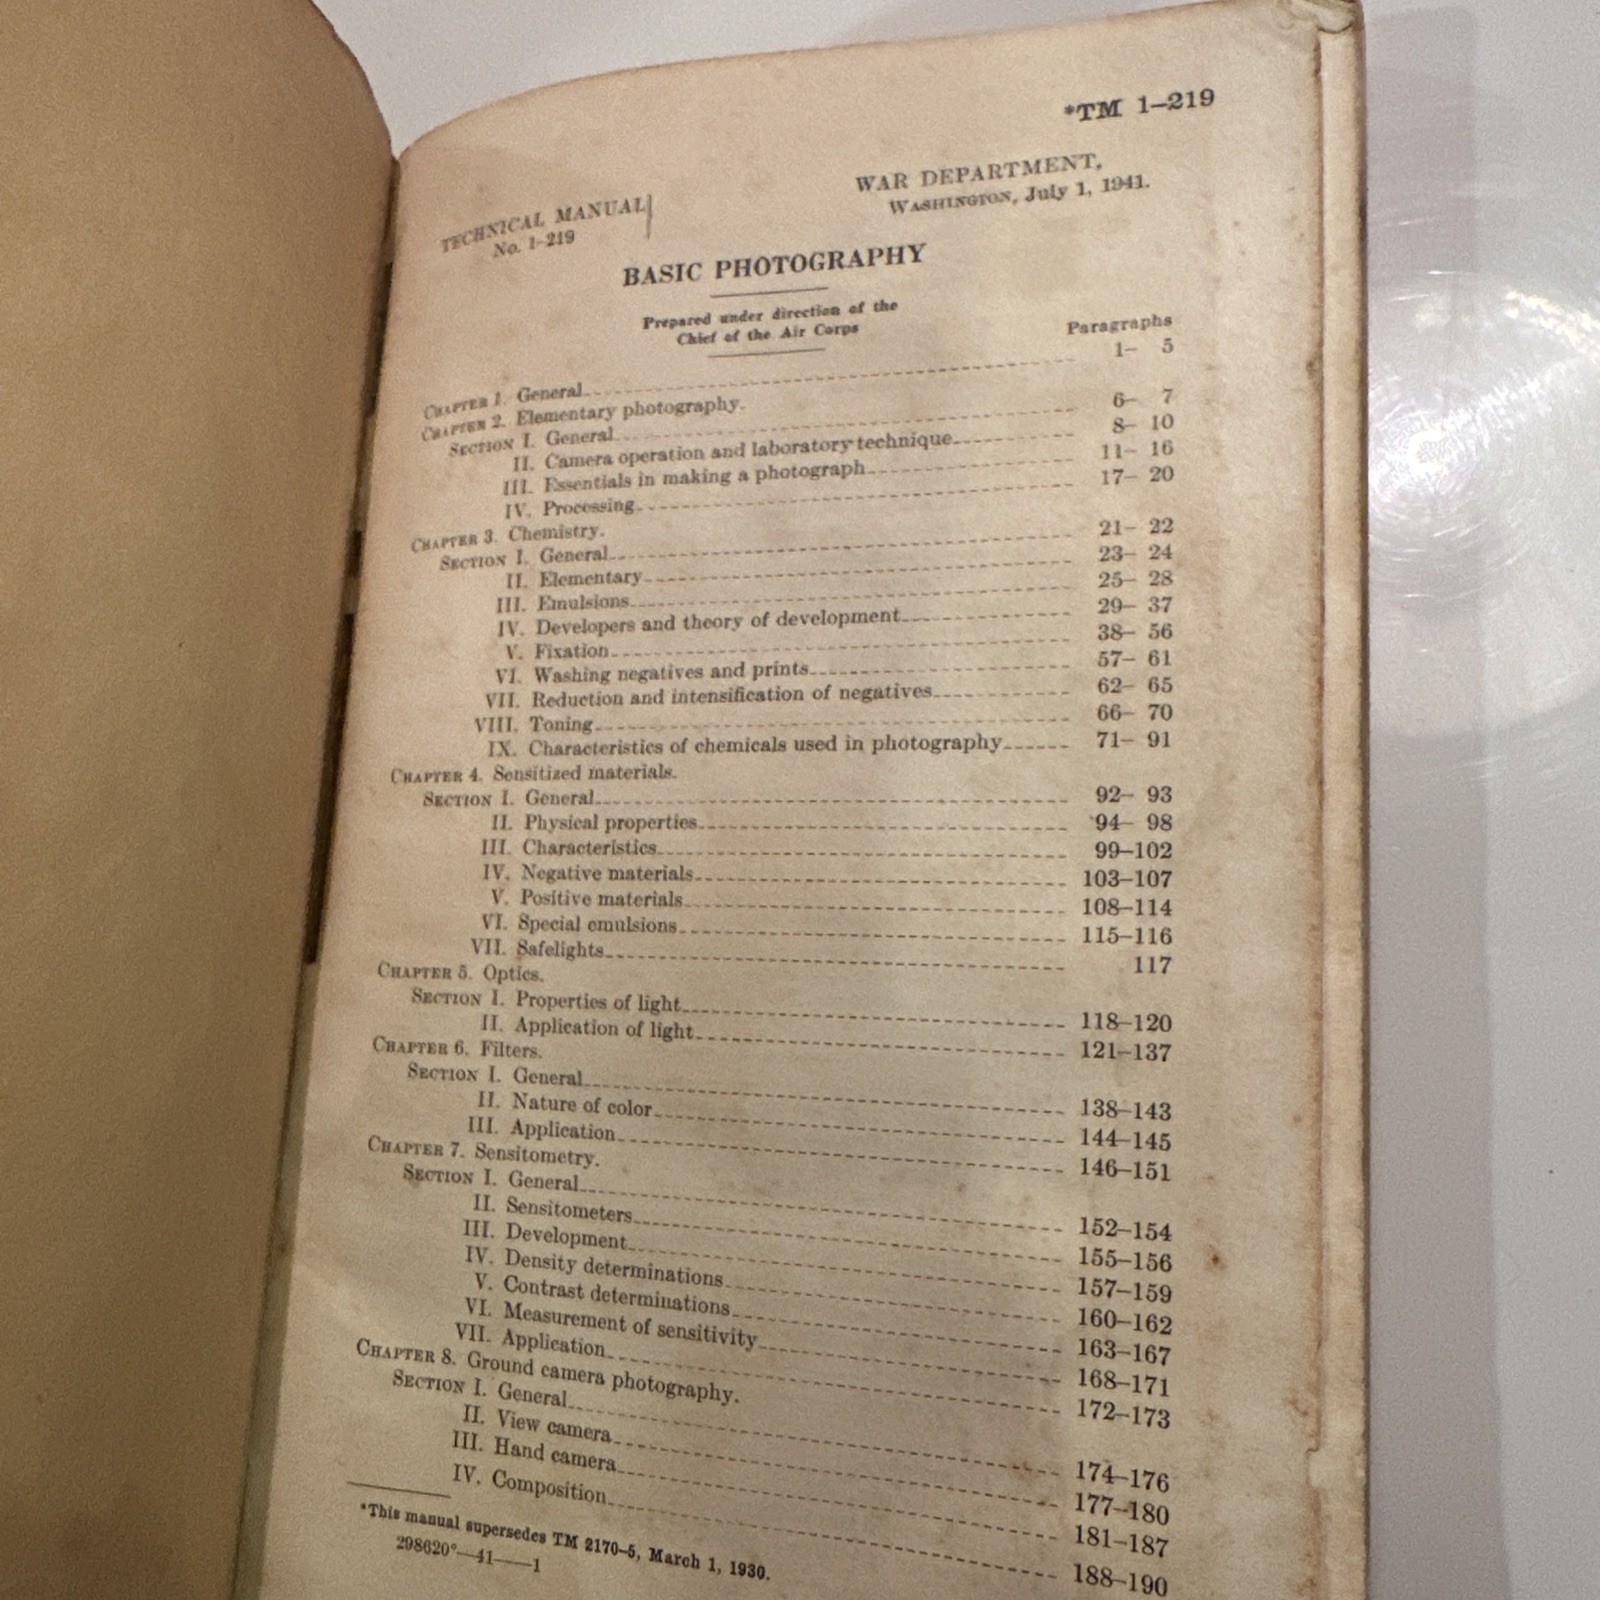 *TM 1–219
TECHNICAL MANUAL
No. 1–219
WAR DEPARTMENT,
WASHINGTON, July 1, 1941.
BASIC PHOTOGRAPHY
Prepared under direction of the
Chief of the Air Corps
Paragraphs
CHAPTER 1. General 1– 5
CHAPTER 2. Elementary photography.
SECTION I. General 6– 7
II. Camera operation and laboratory technique 8– 10
III. Essentials in making a photograph 11– 16
IV. Processing 17– 20
CHAPTER 3. Chemistry.
SECTION I. General 21– 22
II. Elementary 23– 24
III. Emulsions 25– 28
IV. Developers and theory of development 29– 37
V. Fixation 38– 56
VI. Washing negatives and prints 57– 61
VII. Reduction and intensification of negatives 62– 65
VIII. Toning 66– 70
IX. Characteristics of chemicals used in photography 71– 91
CHAPTER 4. Sensitized materials.
SECTION I. General 92– 93
II. Physical properties 94– 98
III. Characteristics 99–102
IV. Negative materials 103–107
V. Positive materials 108–114
VI. Special emulsions 115–116
VII. Safelights 117
CHAPTER 5. Optics.
SECTION I. Properties of light 118–120
II. Application of light 121–137
CHAPTER 6. Filters.
SECTION I. General 138–143
II. Nature of color 144–145
III. Application 146–151
CHAPTER 7. Sensitometry.
SECTION I. General 152–154
II. Sensitometers 155–156
III. Development 157–159
IV. Density determinations 160–162
V. Contrast determinations 163–167
VI. Measurement of sensitivity 168–171
VII. Application 172–173
CHAPTER 8. Ground camera photography.
SECTION I. General 174–176
II. View camera 177–180
III. Hand camera 181–187
IV. Composition 188–190
*This manual supersedes TM 2170–5, March 1, 1930.
298620°—41——1